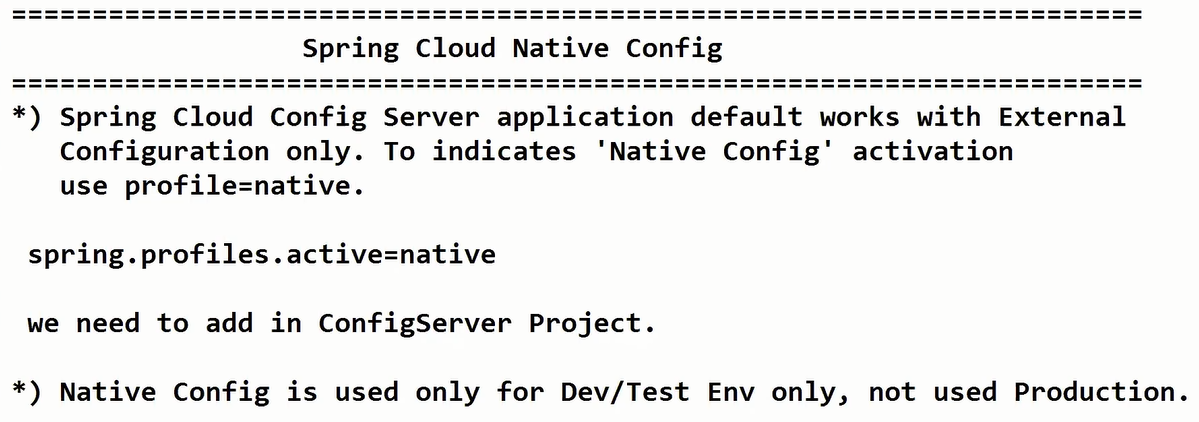 ======================================================================
Spring Cloud Native Config
======================================================================
*) Spring Cloud Config Server application default works with External
Configuration only. To indicates 'Native Config' activation
use profile=native.
spring.profiles.active=native
we need to add in ConfigServer Project.
*) Native Config is used only for Dev/Test Env only, not used Production.